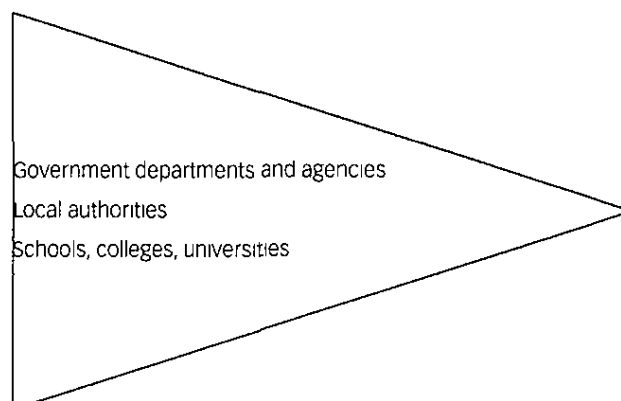 Government departments and agencies
Local authorities
Schools, colleges, universities